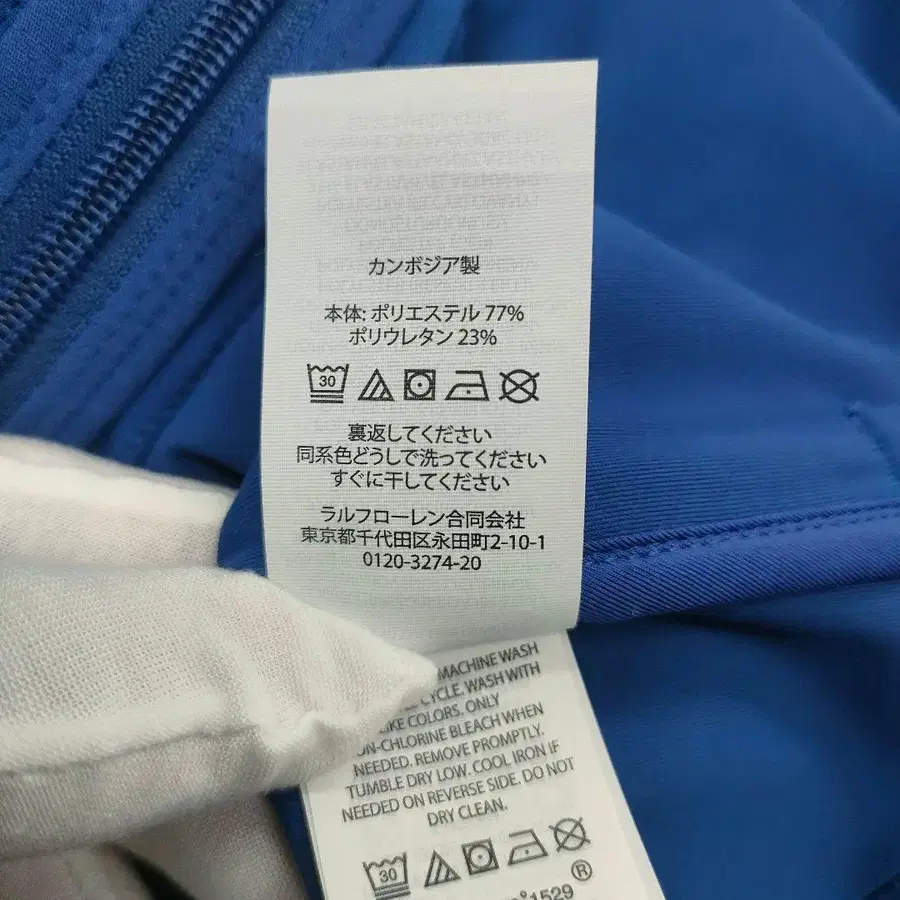 カンボジア製
本体: ポリエステル 77%
ポリウレタン 23%
30
裏返してください
同系色どうしで洗ってください
すぐに干してください
ラルフローレン合同会社
東京都千代田区永田町2-10-1
0120-3274-20
MACHINE WASH
CYCLE. WASH WITH
LIKE COLORS. ONLY
NON-CHLORINE BLEACH WHEN
NEEDED. REMOVE PROMPTLY.
TUMBLE DRY LOW. COOL IRON IF
NEEDED ON REVERSE SIDE. DO NOT
DRY CLEAN.
30
®
°1529